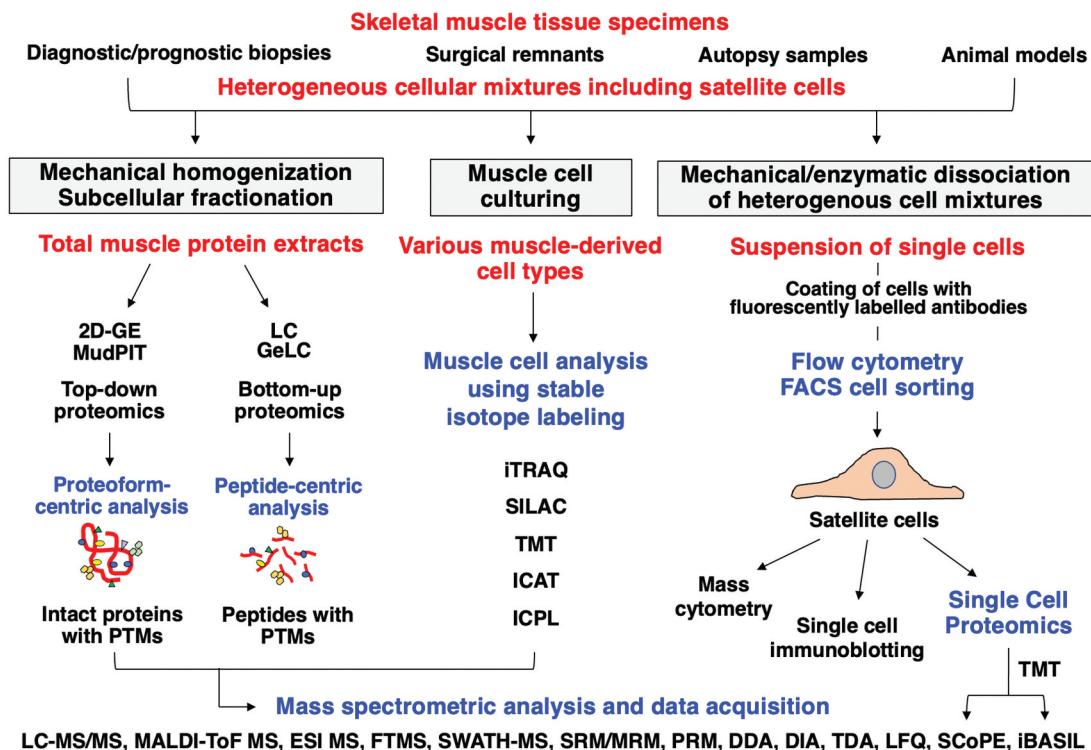 Skeletal muscle tissue specimens
Diagnostic/prognostic biopsies
Surgical remnants
Autopsy samples
Animal models
Heterogeneous cellular mixtures including satellite cells
Mechanical homogenization
Subcellular fractionation
Total muscle protein extracts
2D-GE
MudPIT
Top-down
proteomics
Proteoform-
centric analysis
Intact proteins
with PTMs
LC
GeLC
Bottom-up
proteomics
Peptide-centric
analysis
Peptides with
PTMs
Muscle cell
culturing
Various muscle-derived
cell types
Muscle cell analysis
using stable
isotope labeling
iTRAQ
SILAC
TMT
ICAT
ICPL
Mechanical/enzymatic dissociation
of heterogenous cell mixtures
Suspension of single cells
Coating of cells with
fluorescently labelled antibodies
Flow cytometry
FACS cell sorting
Satellite cells
Mass
cytometry
Single cell
immunoblotting
Single Cell
Proteomics
TMT
Mass spectrometric analysis and data acquisition
LC-MS/MS, MALDI-ToF MS, ESI MS, FTMS, SWATH-MS, SRM/MRM, PRM, DDA, DIA, TDA, LFQ, SCoPE, iBASIL